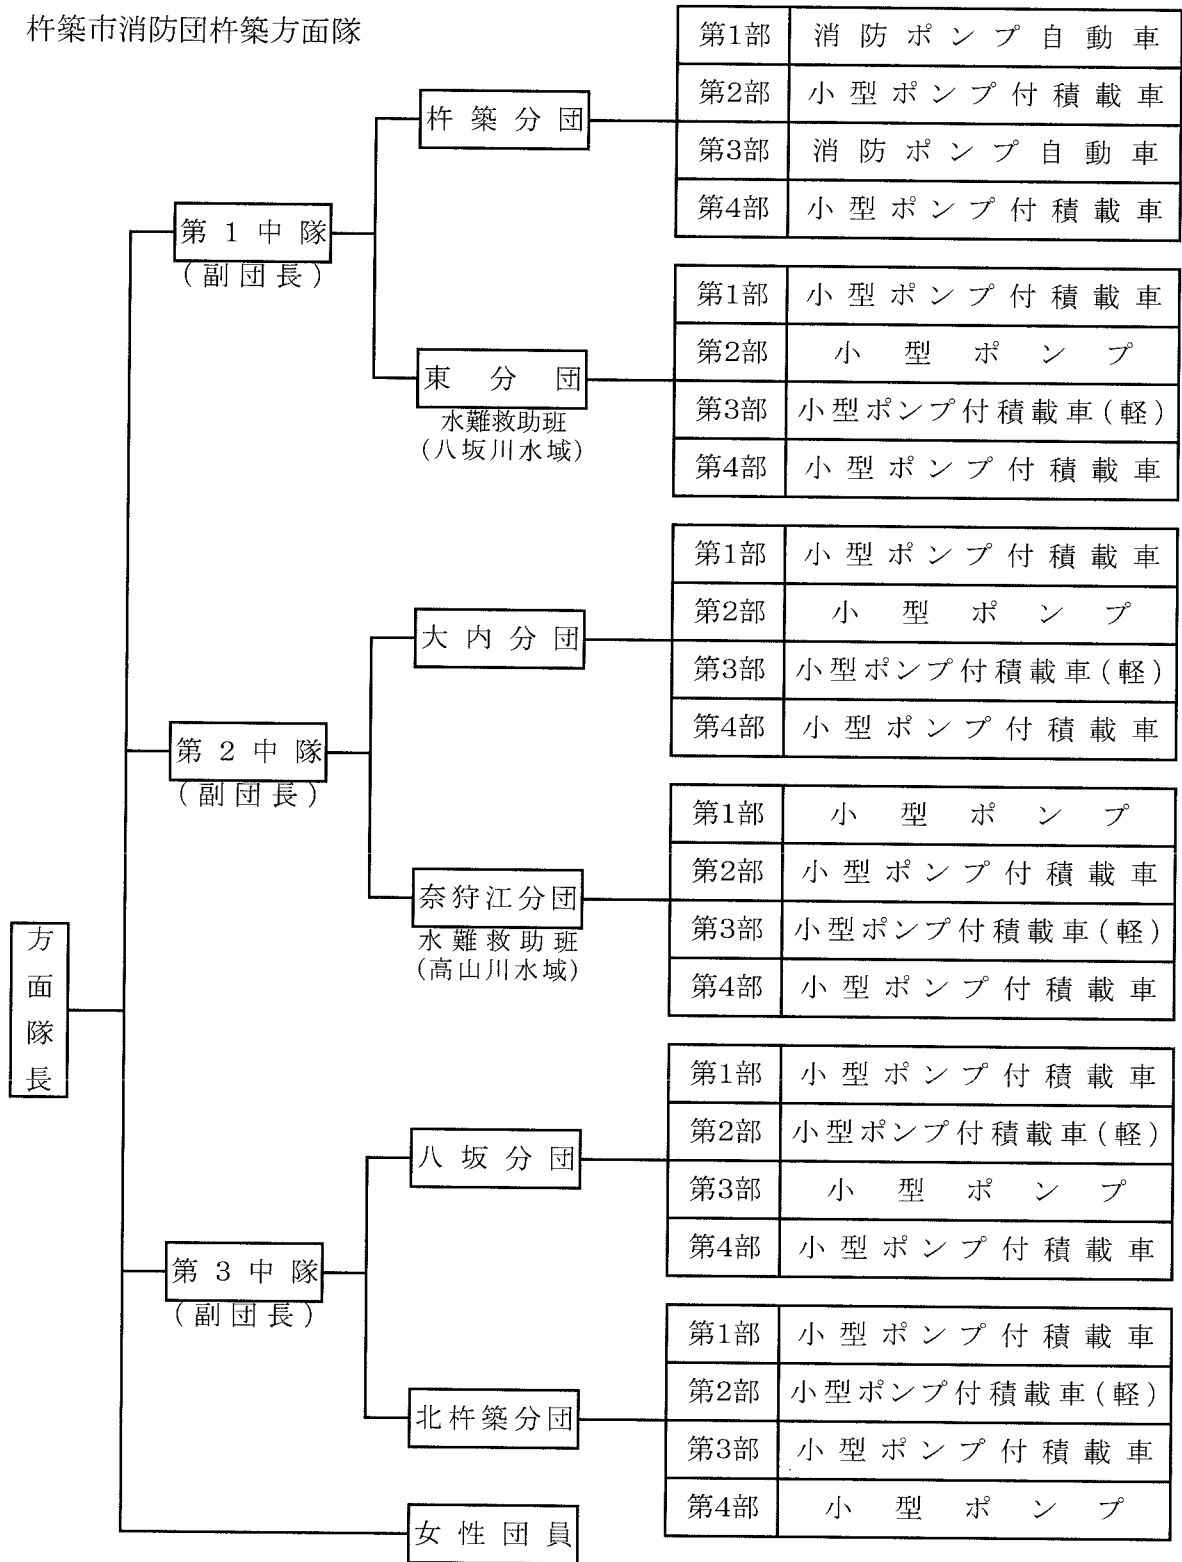 杵築市消防団杵築方面隊
方面隊長
第1中隊
(副団長)
杵築分団
第1部 消防ポンプ自動車
第2部 小型ポンプ付積載車
第3部 消防ポンプ自動車
第4部 小型ポンプ付積載車
東分団
水難救助班
(八坂川水域)
第1部 小型ポンプ付積載車
第2部 小型ポンプ
第3部 小型ポンプ付積載車(軽)
第4部 小型ポンプ付積載車
第2中隊
(副団長)
大内分団
第1部 小型ポンプ付積載車
第2部 小型ポンプ
第3部 小型ポンプ付積載車(軽)
第4部 小型ポンプ付積載車
奈狩江分団
水難救助班
(高山川水域)
第1部 小型ポンプ
第2部 小型ポンプ付積載車
第3部 小型ポンプ付積載車(軽)
第4部 小型ポンプ付積載車
第3中隊
(副団長)
八坂分団
第1部 小型ポンプ付積載車
第2部 小型ポンプ付積載車(軽)
第3部 小型ポンプ
第4部 小型ポンプ付積載車
北杵築分団
第1部 小型ポンプ付積載車
第2部 小型ポンプ付積載車(軽)
第3部 小型ポンプ付積載車
第4部 小型ポンプ
女性団員